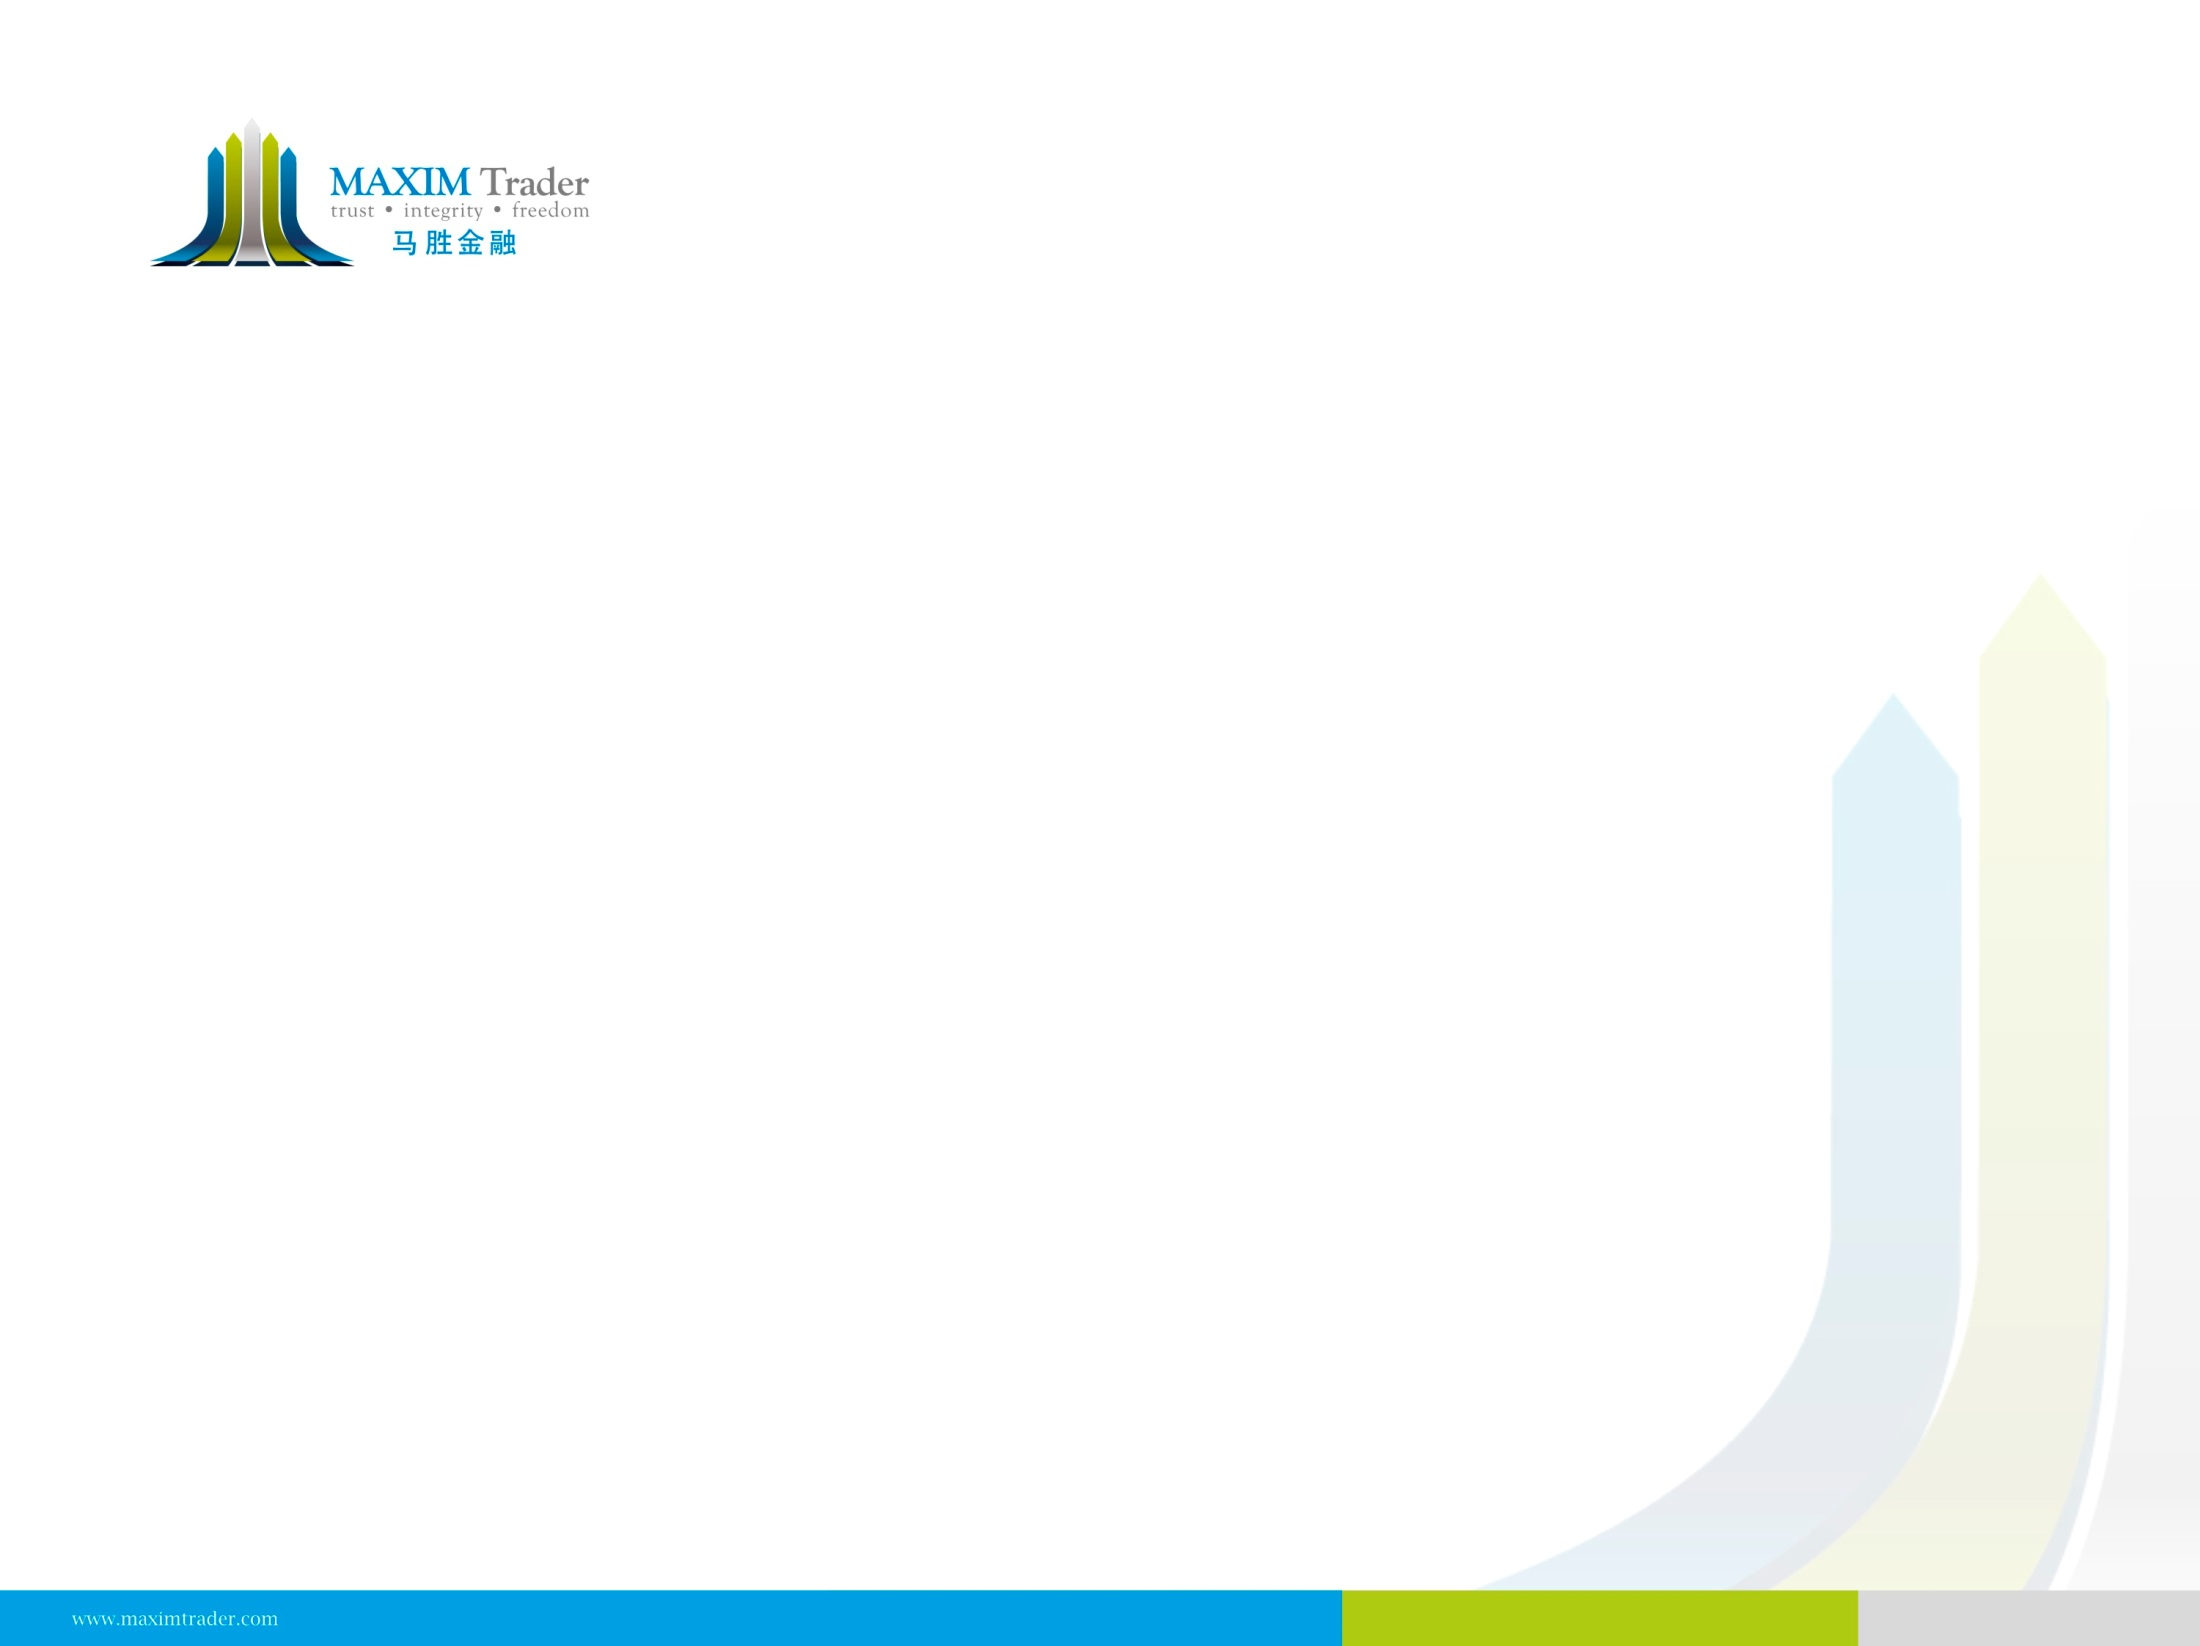 MAXIM Trader
trust • integrity • freedom
马胜金融
www.maximtrader.com